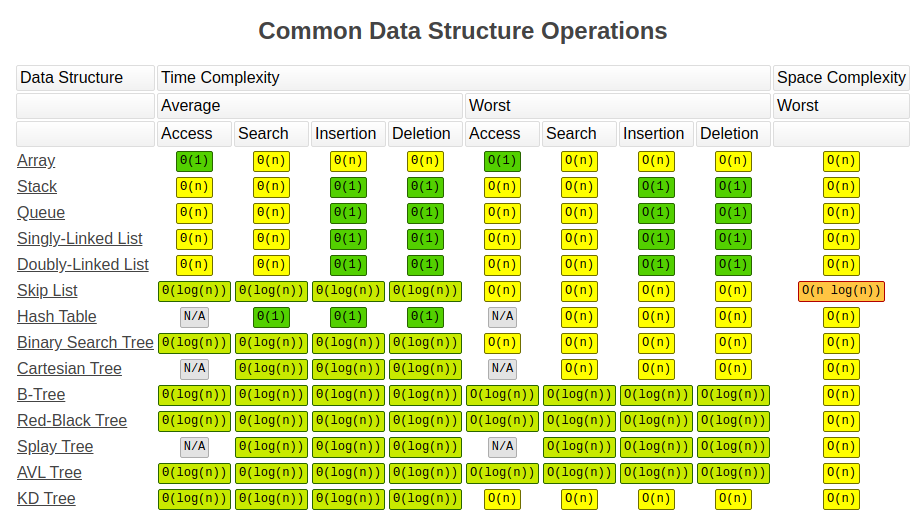 Common Data Structure Operations
Data Structure Time Complexity Space Complexity
Average Worst Worst
Access Search Insertion Deletion Access Search Insertion Deletion
Array Θ(1) Θ(n) Θ(n) Θ(n) O(1) O(n) O(n) O(n) O(n)
Stack Θ(n) Θ(n) Θ(1) Θ(1) O(n) O(n) O(1) O(1) O(n)
Queue Θ(n) Θ(n) Θ(1) Θ(1) O(n) O(n) O(1) O(1) O(n)
Singly-Linked List Θ(n) Θ(n) Θ(1) Θ(1) O(n) O(n) O(1) O(1) O(n)
Doubly-Linked List Θ(n) Θ(n) Θ(1) Θ(1) O(n) O(n) O(1) O(1) O(n)
Skip List Θ(log(n)) Θ(log(n)) Θ(log(n)) Θ(log(n)) O(n) O(n) O(n) O(n) O(n log(n))
Hash Table N/A Θ(1) Θ(1) Θ(1) N/A O(n) O(n) O(n) O(n)
Binary Search Tree Θ(log(n)) Θ(log(n)) Θ(log(n)) Θ(log(n)) O(n) O(n) O(n) O(n) O(n)
Cartesian Tree N/A Θ(log(n)) Θ(log(n)) Θ(log(n)) N/A O(n) O(n) O(n) O(n)
B-Tree Θ(log(n)) Θ(log(n)) Θ(log(n)) Θ(log(n)) O(log(n)) O(log(n)) O(log(n)) O(log(n)) O(n)
Red-Black Tree Θ(log(n)) Θ(log(n)) Θ(log(n)) Θ(log(n)) O(log(n)) O(log(n)) O(log(n)) O(log(n)) O(n)
Splay Tree N/A Θ(log(n)) Θ(log(n)) Θ(log(n)) N/A O(log(n)) O(log(n)) O(log(n)) O(n)
AVL Tree Θ(log(n)) Θ(log(n)) Θ(log(n)) Θ(log(n)) O(log(n)) O(log(n)) O(log(n)) O(log(n)) O(n)
KD Tree Θ(log(n)) Θ(log(n)) Θ(log(n)) Θ(log(n)) O(n) O(n) O(n) O(n) O(n)